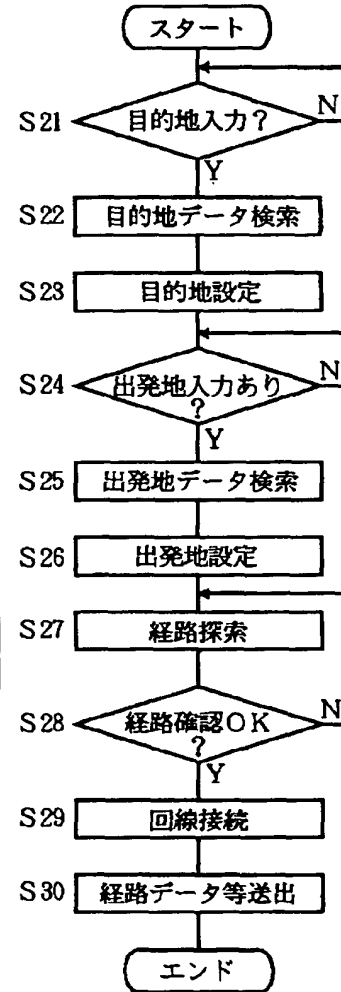 スタート
N
S21 目的地入力?
Y
S22 目的地データ検索
S23 目的地設定
N
S24 出発地入力あり
?
Y
S25 出発地データ検索
S26 出発地設定
S27 経路探索
N
S28 経路確認OK
?
Y
S29 回線接続
S30 経路データ等送出
エンド